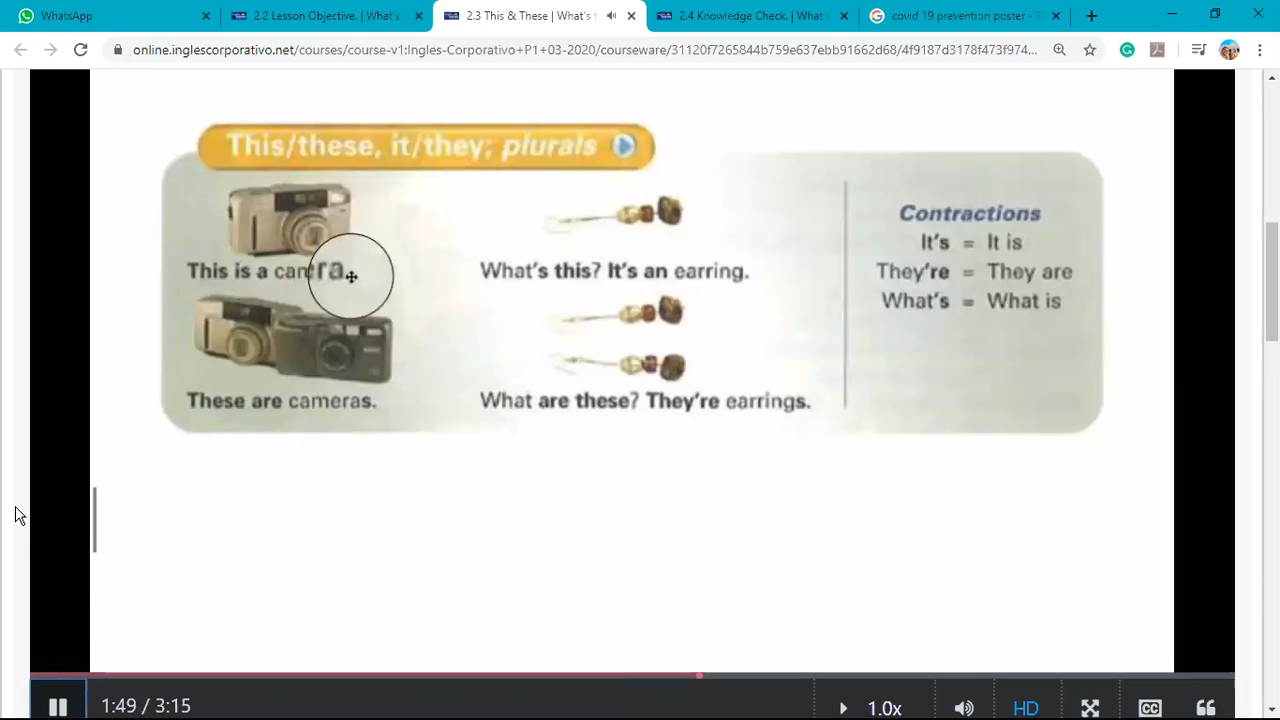 WhatsApp
2.2 Lesson Objective. | What's
2.3 This & These | What's
2.4 Knowledge Check. | What's
covid 19 prevention poster -
online.inglescorporativo.net/courses/course-v1:Ingles-Corporativo+P1+03-2020/courseware/31120f7265844b759e637ebb91662d68/4f9187d3178f473f974...
This/these, it/they; plurals
This is a camera.
What's this? It's an earring.
These are cameras.
What are these? They're earrings.
Contractions
It's = It is
They're = They are
What's = What is
1:49 / 3:15
1.0x
HD
CC